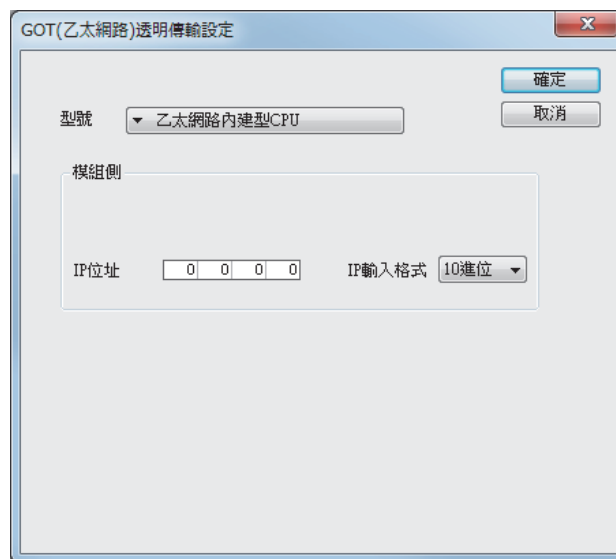 GOT(乙太網路)透明傳輸設定
確定
型號 乙太網路內建型CPU 取消
模組側
IP位址 0 0 0 0 IP輸入格式 10進位